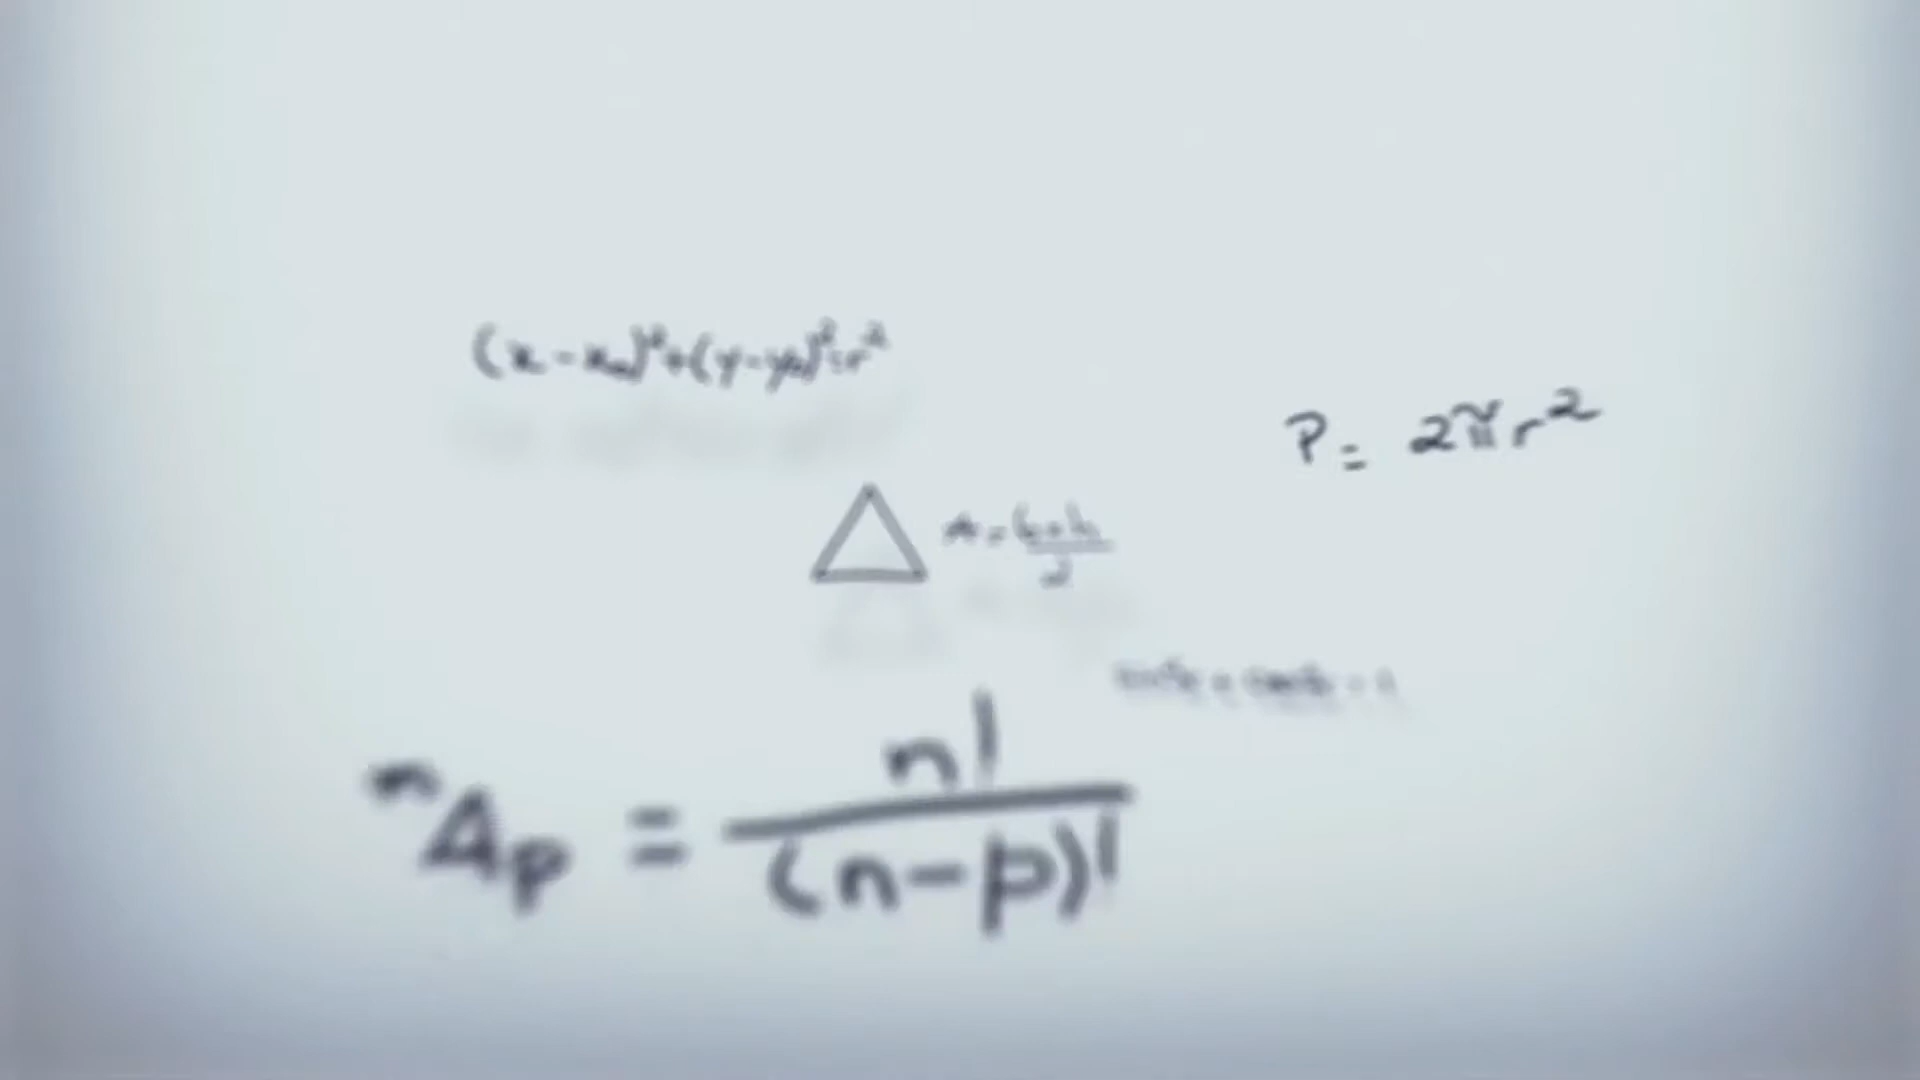 (x-x₀)²+(y-y₀)²=r²
P = 2πr²
A = b×h/2
ⁿAₚ = n!/(n-p)!